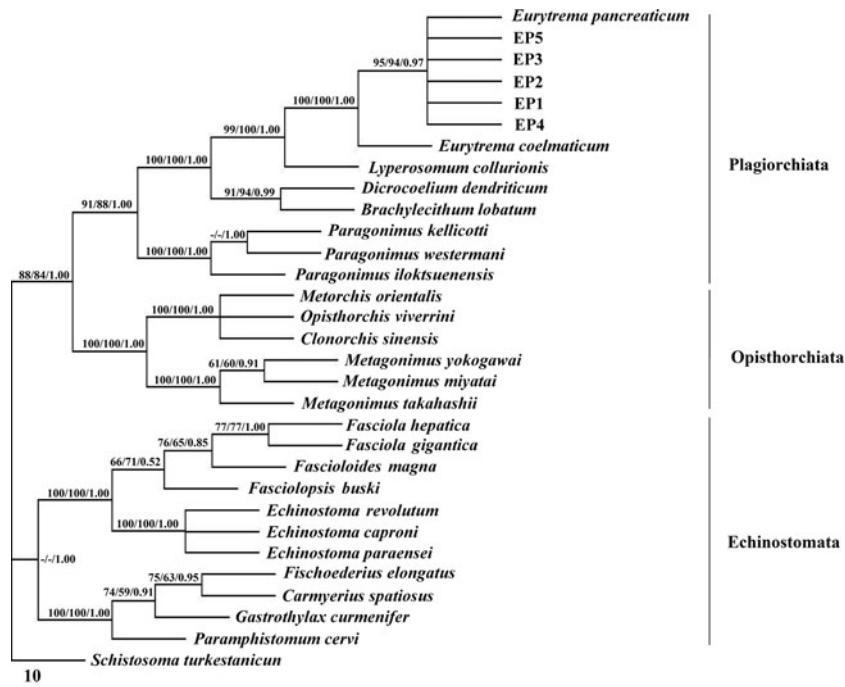 Eurytrema pancreaticum
EP5
95/94/0.97
EP3
EP2
100/100/1.00
EP1
EP4
99/100/1.00
Eurytrema coelmaticum
100/100/1.00
Lyperosomum collurionis
Plagiorchiata
91/94/0.99
Dicrocoelium dendriticum
91/88/1.00
Brachylecithum lobatum
-/-/1.00
Paragonimus kellicotti
100/100/1.00
Paragonimus westermani
88/84/1.00
Paragonimus iloktsuenensis
Metorchis orientalis
100/100/1.00
Opisthorchis viverrini
Clonorchis sinensis
100/100/1.00
61/60/0.91
Metagonimus yokogawai
Opisthorchiata
100/100/1.00
Metagonimus miyatai
Metagonimus takahashii
77/77/1.00
Fasciola hepatica
76/65/0.85
Fasciola gigantica
66/71/0.52
Fascioloides magna
Fasciolopsis buski
100/100/1.00
Echinostoma revolutum
100/100/1.00
Echinostoma caproni
Echinostomata
Echinostoma paraensei
-/-/1.00
75/63/0.95
Fischoederius elongatus
74/59/0.91
Carmyerius spatiosus
100/100/1.00
Gastrothylax curmenifer
Paramphistomum cervi
Schistosoma turkestanicun
10